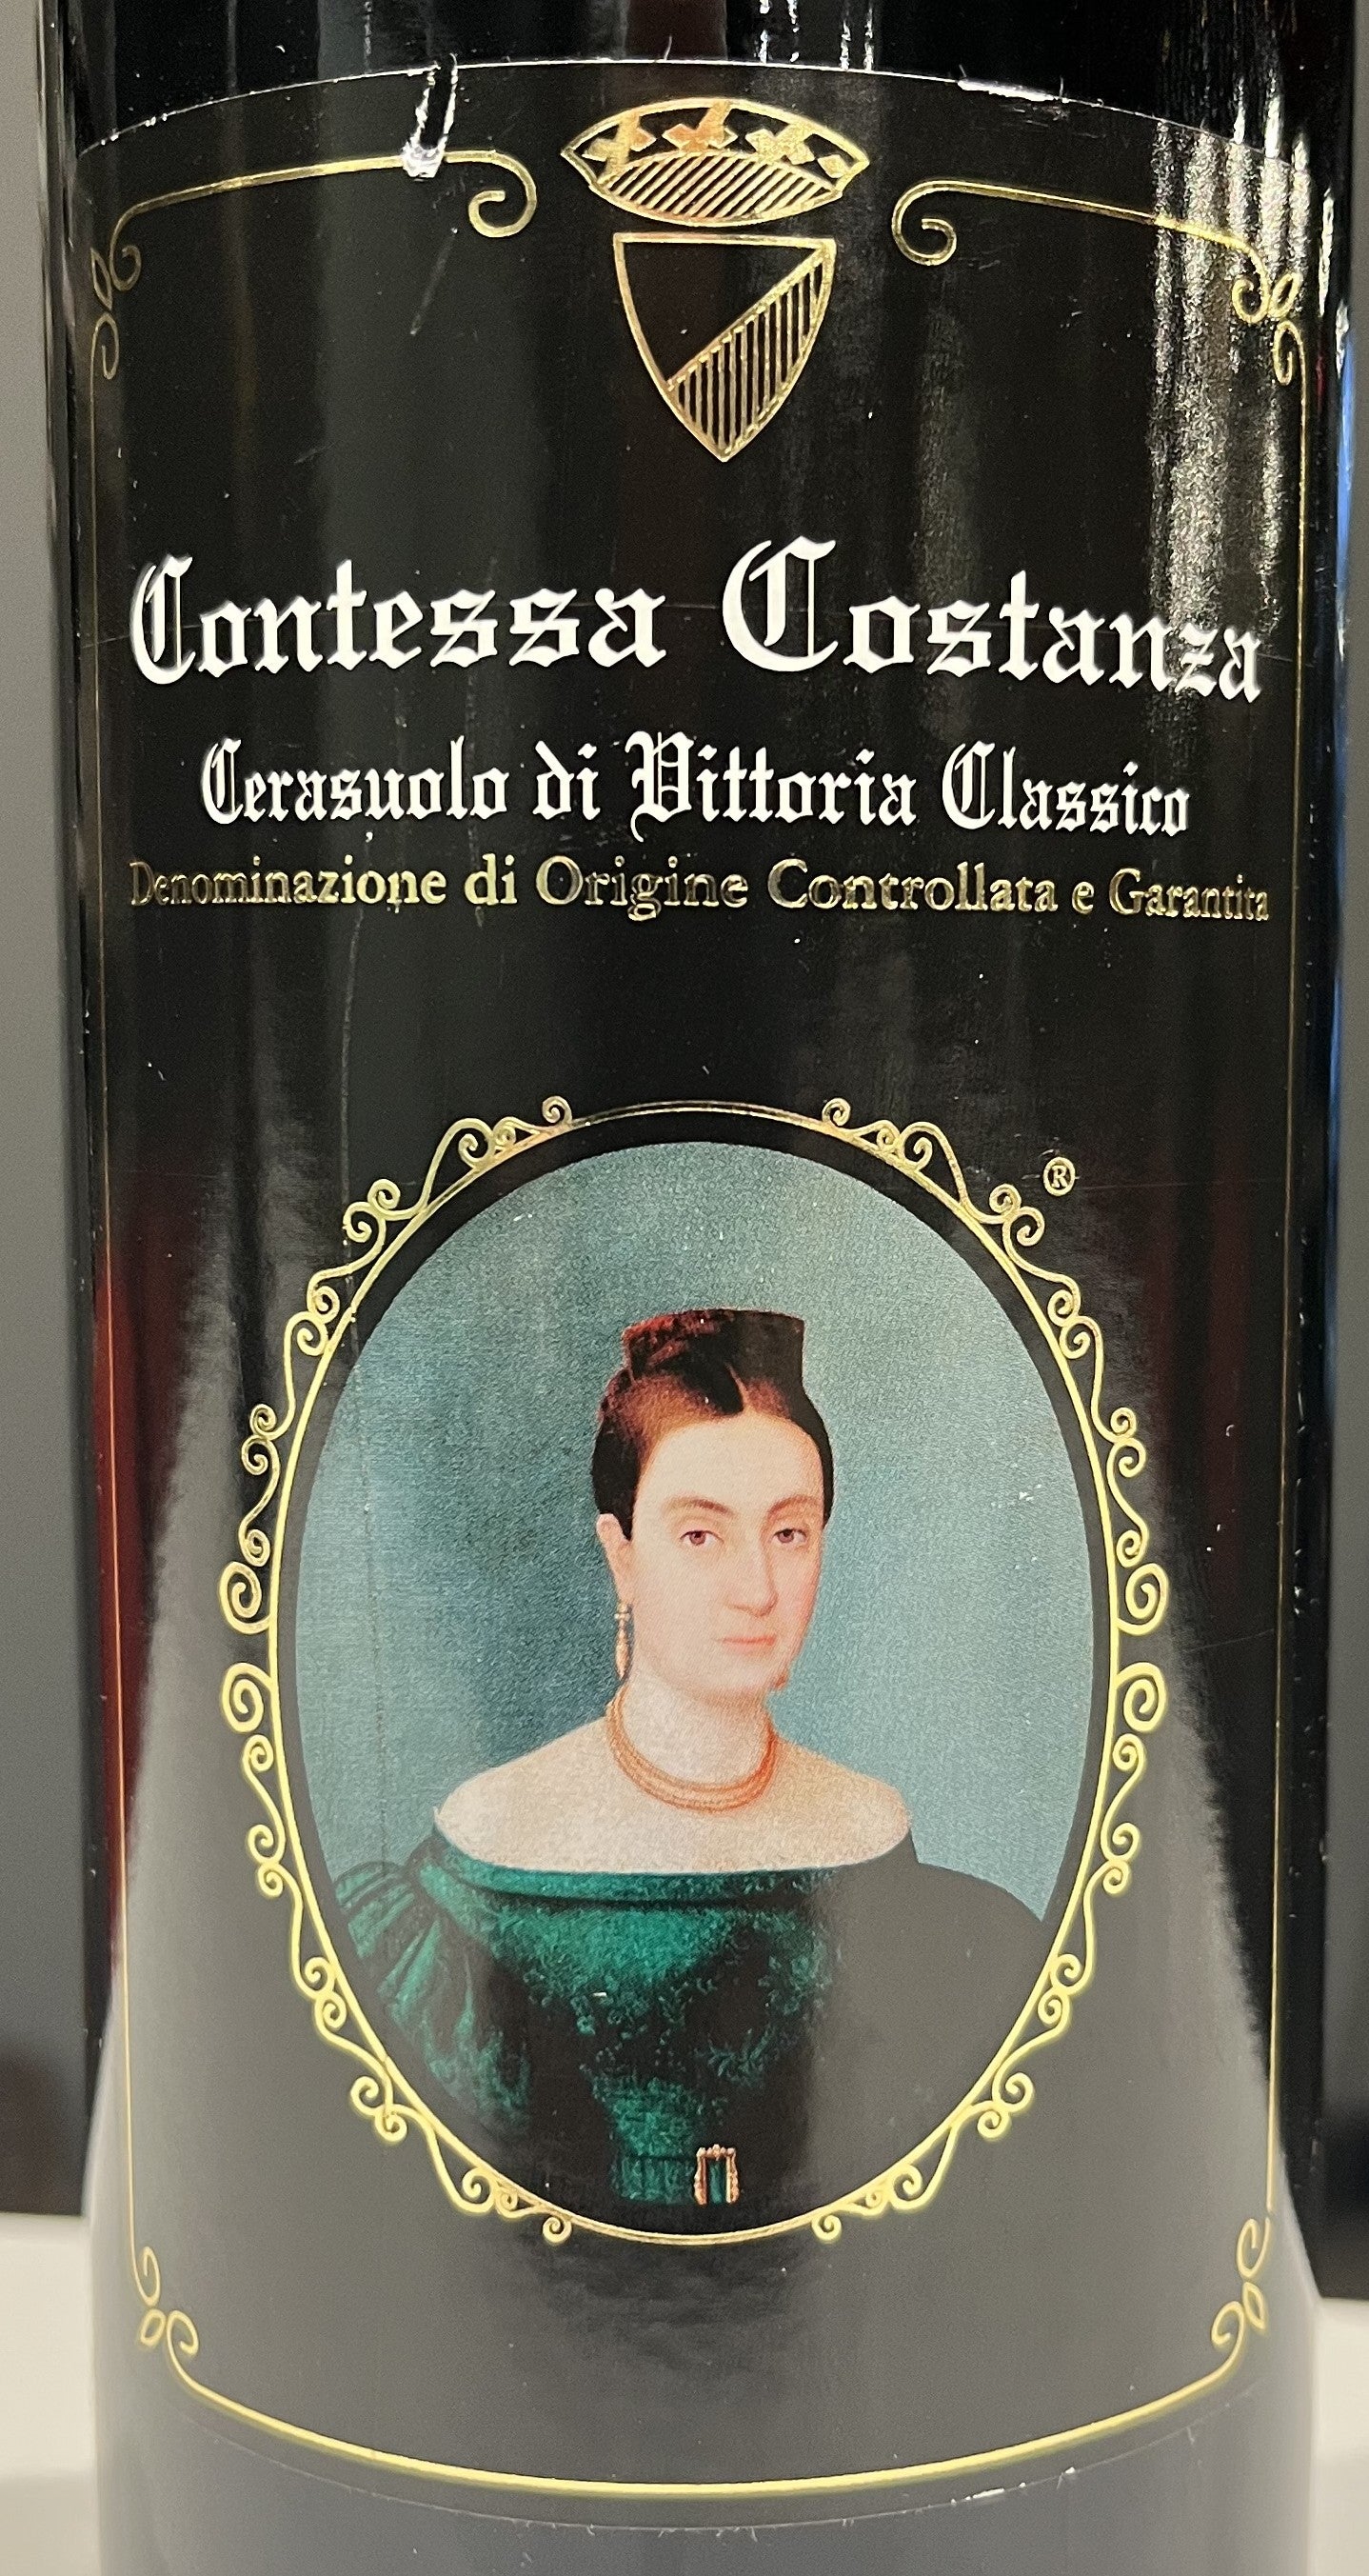 Contessa Costanza
Cerasuolo di Vittoria Classico
Denominazione di Origine Controllata e Garantita
®